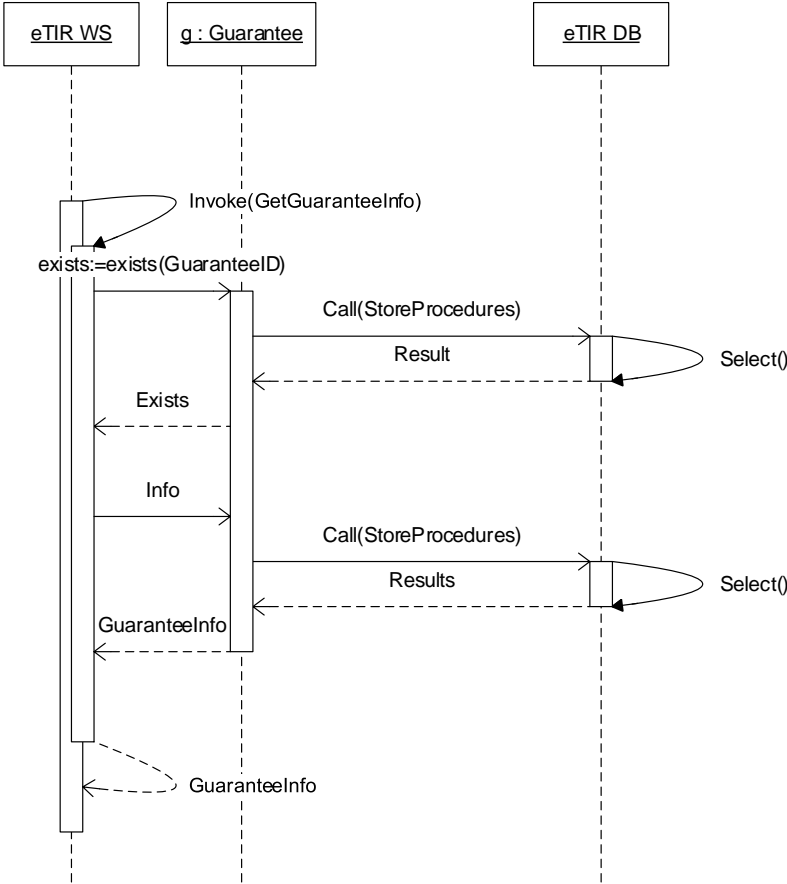 eTIR WS
g : Guarantee
eTIR DB
Invoke(GetGuaranteeInfo)
exists:=exists(GuaranteeID)
Call(StoreProcedures)
Result
Select()
Exists
Info
Call(StoreProcedures)
Results
Select()
GuaranteeInfo
GuaranteeInfo